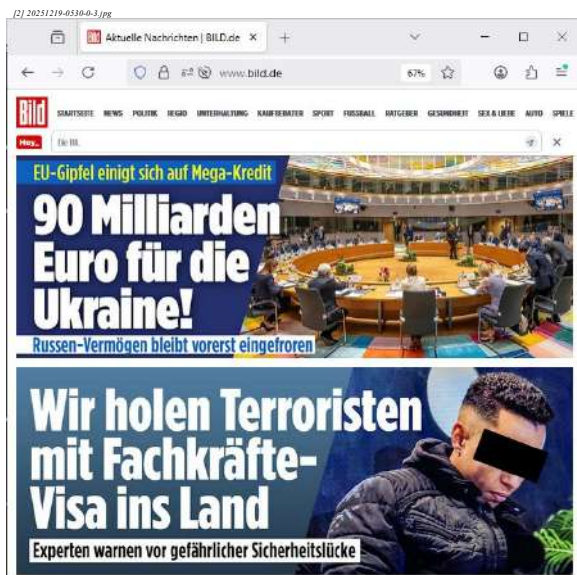 [2] 20251219-0530-0-3.jpg
Aktuelle Nachrichten | BILD.de
www.bild.de
67%
Bild
STARTSEITE NEWS POLITIK REGIO UNTERHALTUNG KAUFBERATER SPORT FUSSBALL RATGEBER GESUNDHEIT SEX & LIEBE AUTO SPIELE
Hey_
EU-Gipfel einigt sich auf Mega-Kredit
90 Milliarden
Euro für die
Ukraine!
Russen-Vermögen bleibt vorerst eingefroren
Wir holen Terroristen
mit Fachkräfte-
Visa ins Land
Experten warnen vor gefährlicher Sicherheitslücke